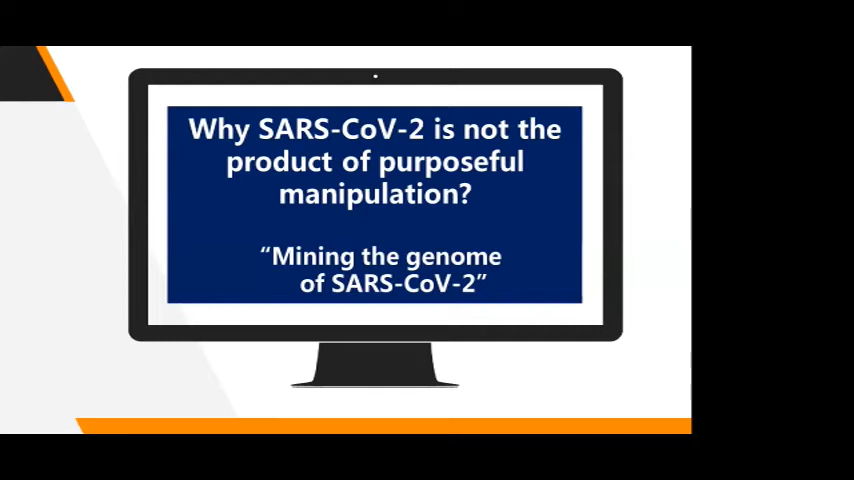 Why SARS-CoV-2 is not the
product of purposeful
manipulation?
“Mining the genome
of SARS-CoV-2”